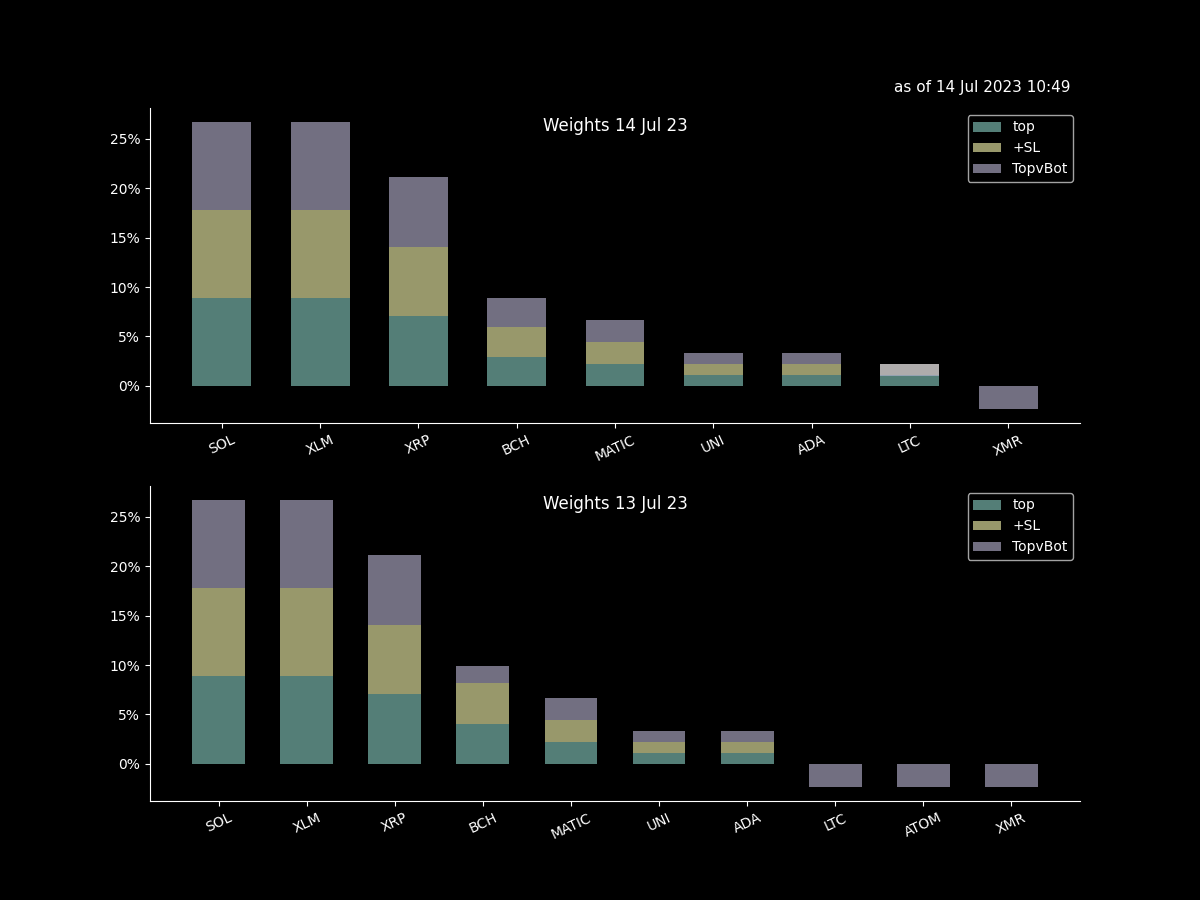 as of 14 Jul 2023 10:49
Weights 14 Jul 23
top
+SL
TopvBot
25%
20%
15%
10%
5%
0%
SOL XLM XRP BCH MATIC UNI ADA LTC XMR
Weights 13 Jul 23
top
+SL
TopvBot
25%
20%
15%
10%
5%
0%
SOL XLM XRP BCH MATIC UNI ADA LTC ATOM XMR